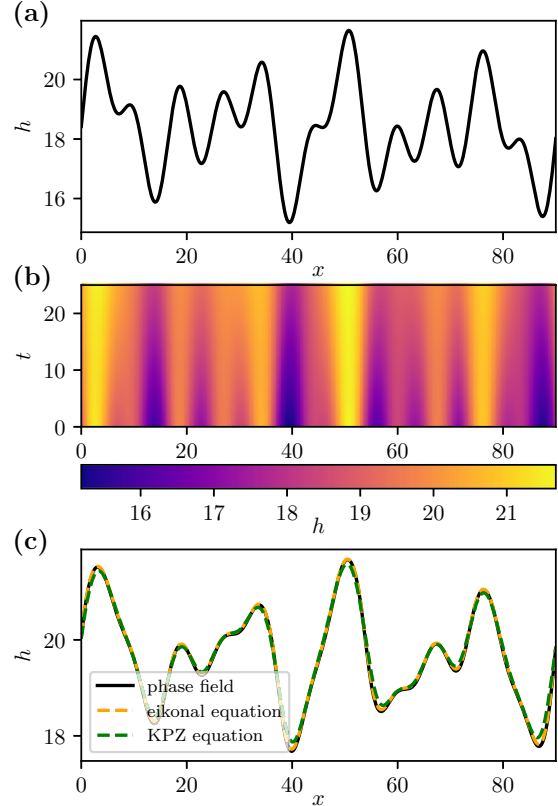 (a)
h
20
18
16
0 20 40 60 80
x
(b)
t
20
10
0
0 20 40 60 80
16 17 18 19 20 21
h
(c)
h
20
18
phase field
eikonal equation
KPZ equation
0 20 40 60 80
x